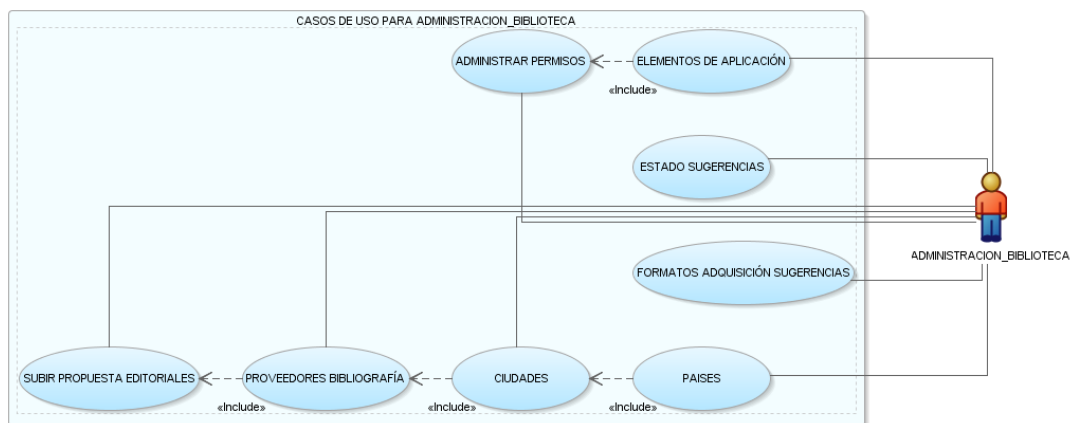 CASOS DE USO PARA ADMINISTRACION_BIBLIOTECA
ADMINISTRAR PERMISOS
ELEMENTOS DE APLICACIÓN
«Include»
ESTADO SUGERENCIAS
ADMINISTRACION_BIBLIOTECA
FORMATOS ADQUISICIÓN SUGERENCIAS
SUBIR PROPUESTA EDITORIALES
PROVEEDORES BIBLIOGRAFÍA
CIUDADES
PAISES
«Include»
«Include»
«Include»